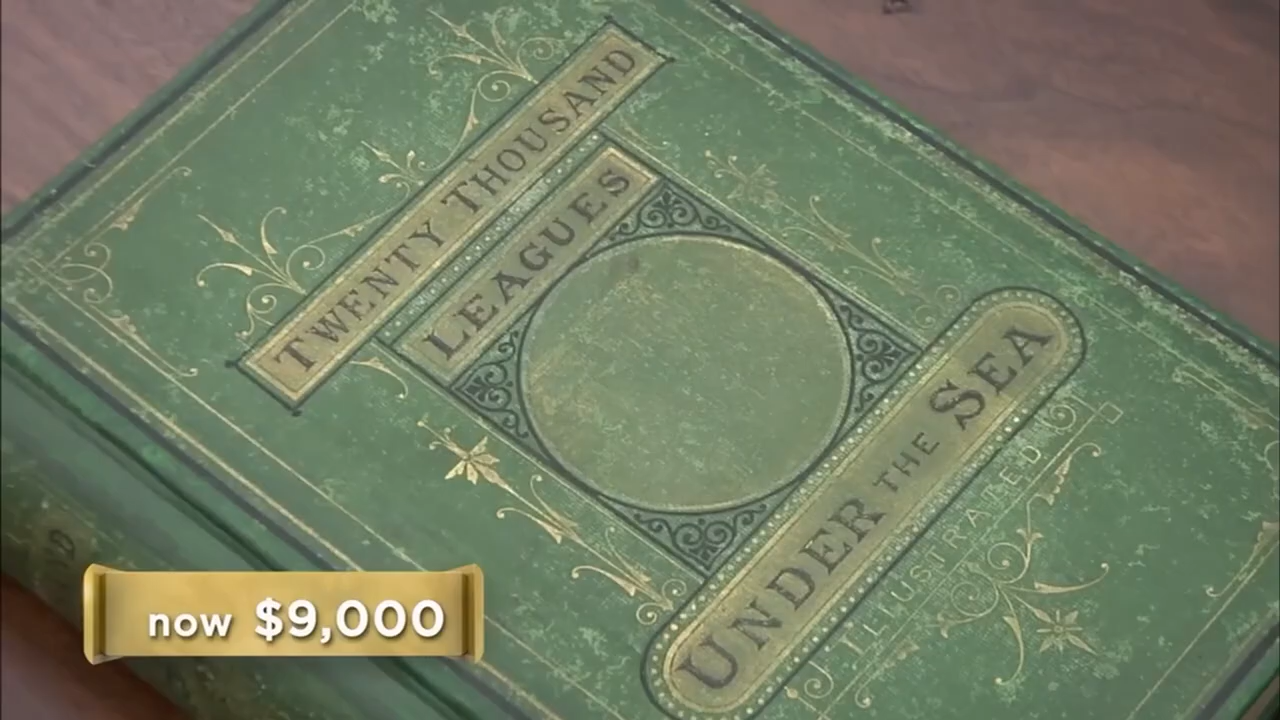 TWENTY THOUSAND
LEAGUES
UNDER THE SEA
ILLUSTRATED
now $9,000